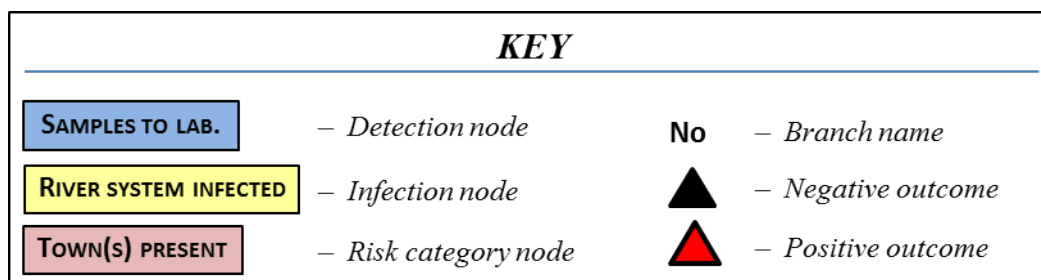 KEY
SAMPLES TO LAB. – Detection node No – Branch name
RIVER SYSTEM INFECTED – Infection node – Negative outcome
TOWN(S) PRESENT – Risk category node – Positive outcome